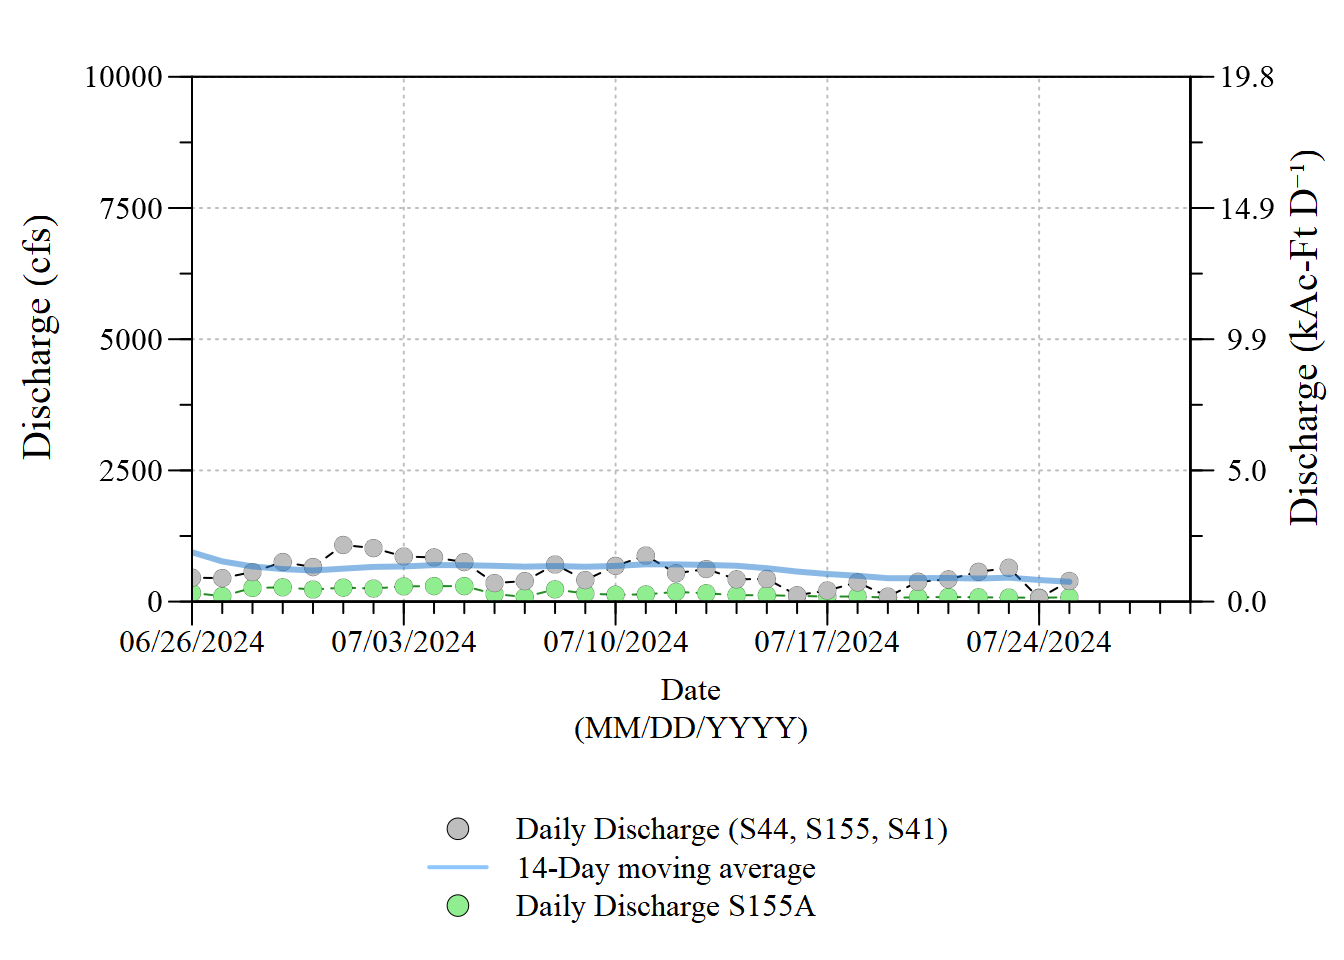 10000
7500
5000
2500
0
Discharge (cfs)
19.8
14.9
9.9
5.0
0.0
Discharge (kAc-Ft D⁻¹)
06/26/2024 07/03/2024 07/10/2024 07/17/2024 07/24/2024
Date
(MM/DD/YYYY)
Daily Discharge (S44, S155, S41)
14-Day moving average
Daily Discharge S155A